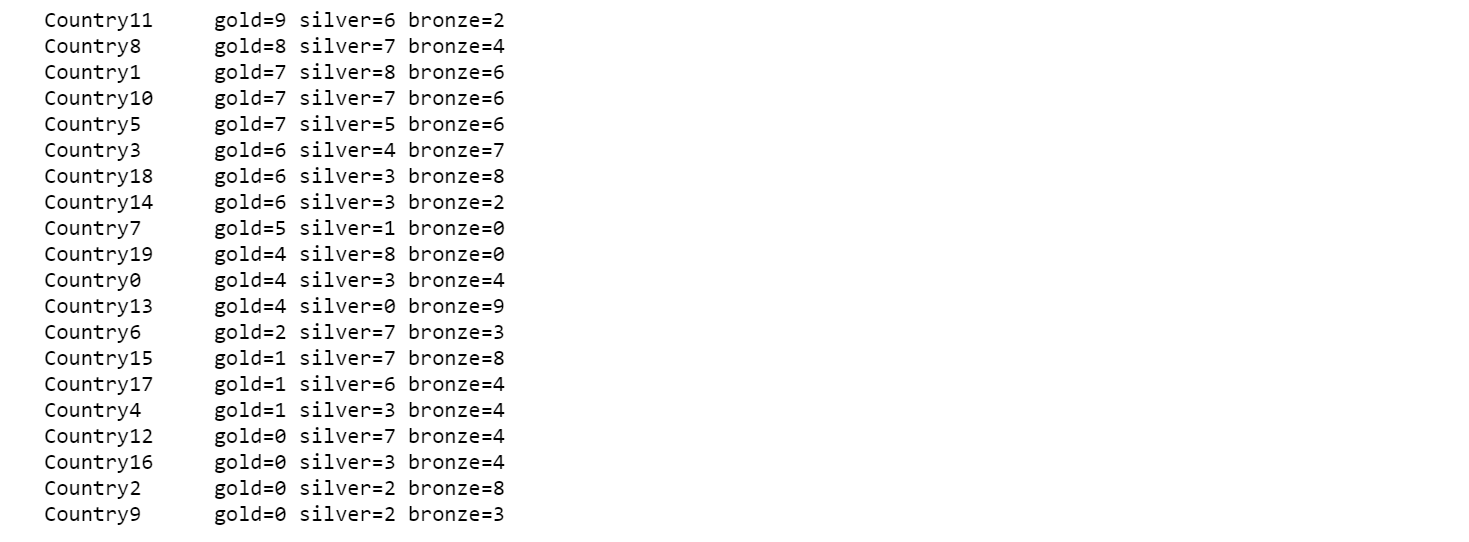 Country11 gold=9 silver=6 bronze=2
Country8 gold=8 silver=7 bronze=4
Country1 gold=7 silver=8 bronze=6
Country10 gold=7 silver=7 bronze=6
Country5 gold=7 silver=5 bronze=6
Country3 gold=6 silver=4 bronze=7
Country18 gold=6 silver=3 bronze=8
Country14 gold=6 silver=3 bronze=2
Country7 gold=5 silver=1 bronze=0
Country19 gold=4 silver=8 bronze=0
Country0 gold=4 silver=3 bronze=4
Country13 gold=4 silver=0 bronze=9
Country6 gold=2 silver=7 bronze=3
Country15 gold=1 silver=7 bronze=8
Country17 gold=1 silver=6 bronze=4
Country4 gold=1 silver=3 bronze=4
Country12 gold=0 silver=7 bronze=4
Country16 gold=0 silver=3 bronze=4
Country2 gold=0 silver=2 bronze=8
Country9 gold=0 silver=2 bronze=3